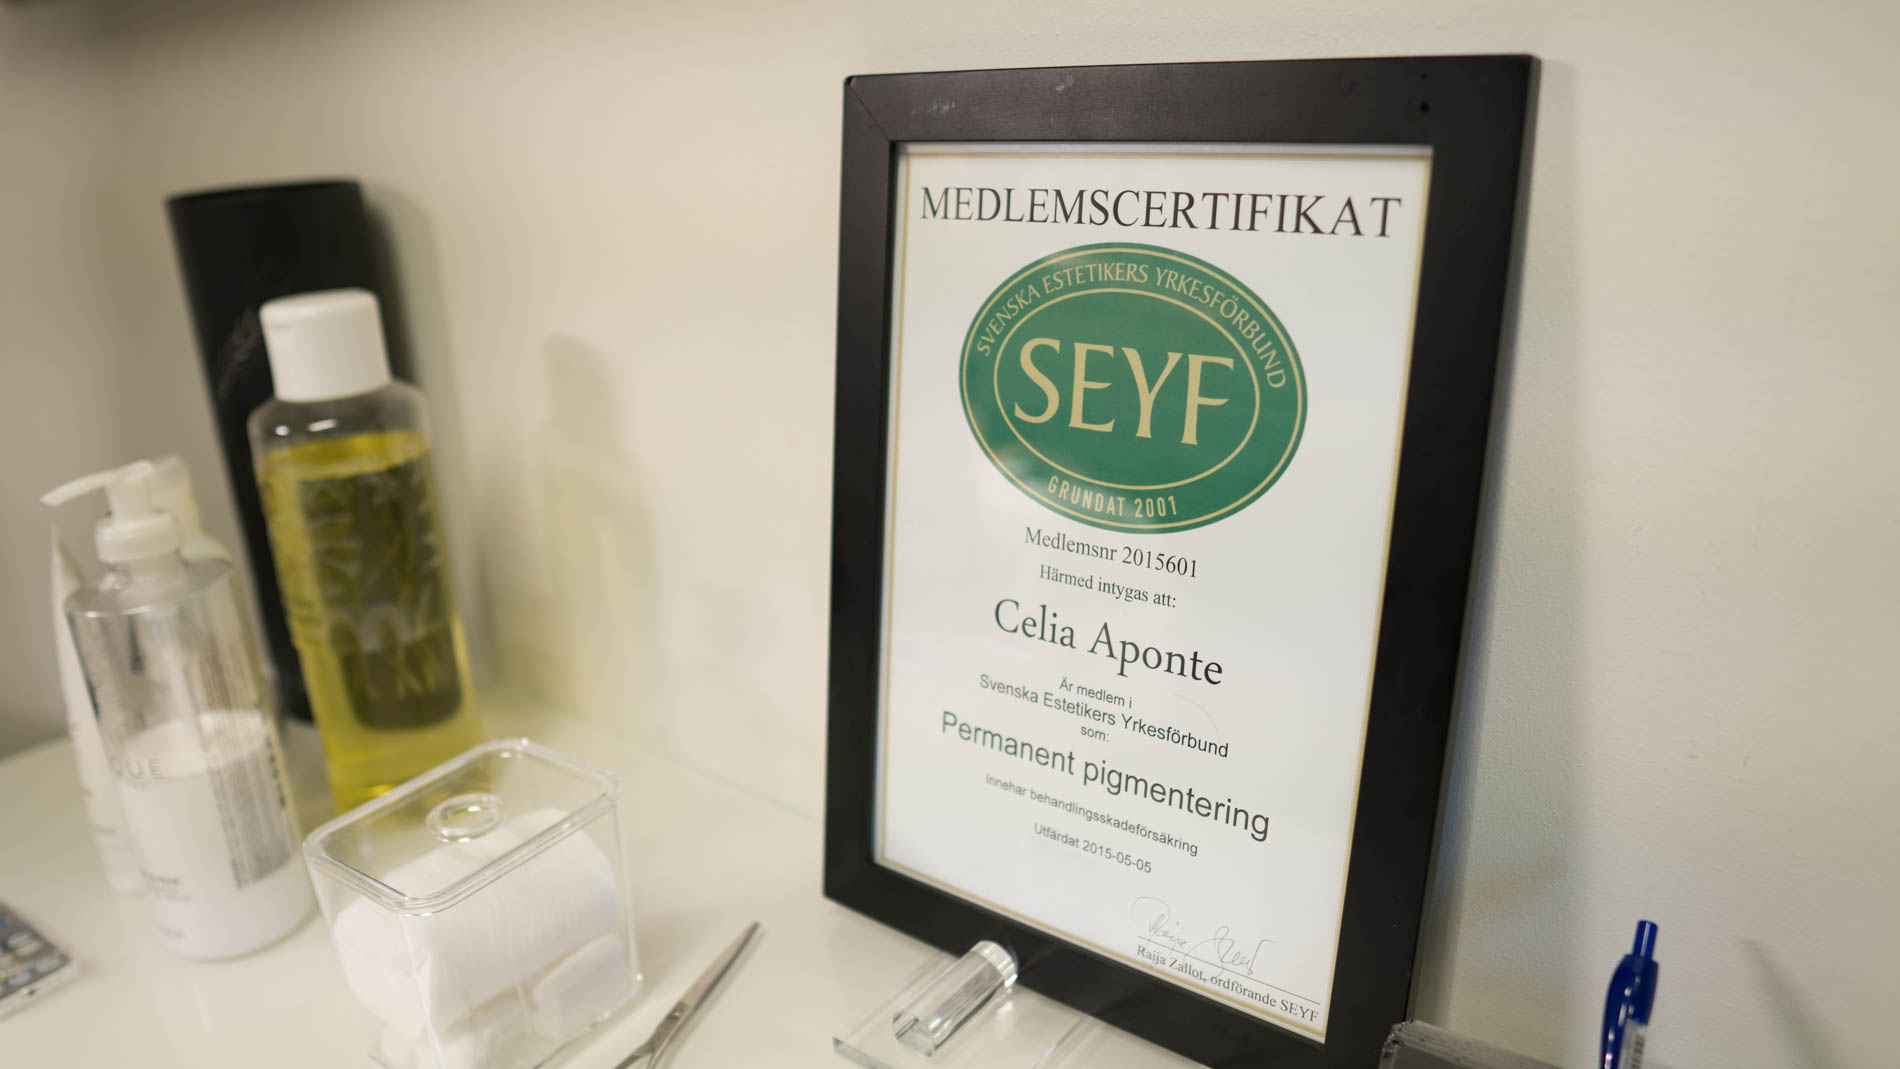 MEDLEMSCERTIFIKAT
SVENSKA ESTETIKERS YRKESFÖRBUND
SEYF
GRUNDAT 2001
Medlemsnr 2015601
Härmed intygas att:
Celia Aponte
Är medlem i
Svenska Estetikers Yrkesförbund
som:
Permanent pigmentering
Innehar behandlingsskadeförsäkring
Utfärdat 2015-05-05
Raija Zallot, ordförande SEYF
QUE